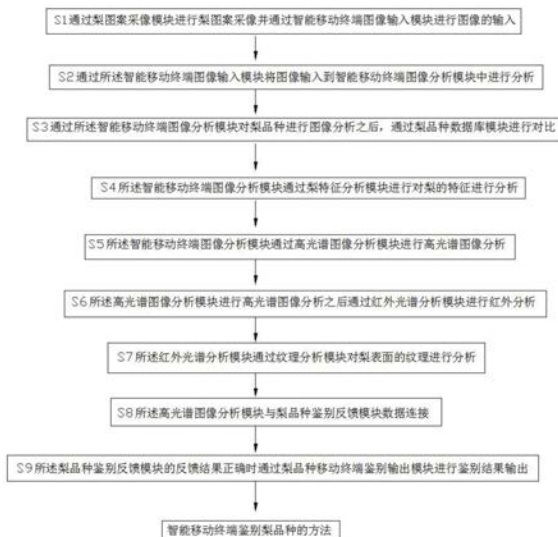 S1通过梨图案采像模块进行梨图案采像并通过智能移动终端图像输入模块进行图像的输入
S2通过所述智能移动终端图像输入模块将图像输入到智能移动终端图像分析模块中进行分析
S3通过所述智能移动终端图像分析模块对梨品种进行图像分析之后，通过梨品种数据库模块进行对比
S4所述智能移动终端图像分析模块通过梨特征分析模块进行对梨的特征进行分析
S5所述智能移动终端图像分析模块通过高光谱图像分析模块进行高光谱图像分析
S6所述高光谱图像分析模块进行高光谱图像分析之后通过红外光谱分析模块进行红外分析
S7所述红外光谱分析模块通过纹理分析模块对梨表面的纹理进行分析
S8所述高光谱图像分析模块与梨品种鉴别反馈模块数据连接
S9所述梨品种鉴别反馈模块的反馈结果正确时通过梨品种移动终端鉴别输出模块进行鉴别结果输出
智能移动终端鉴别梨品种的方法